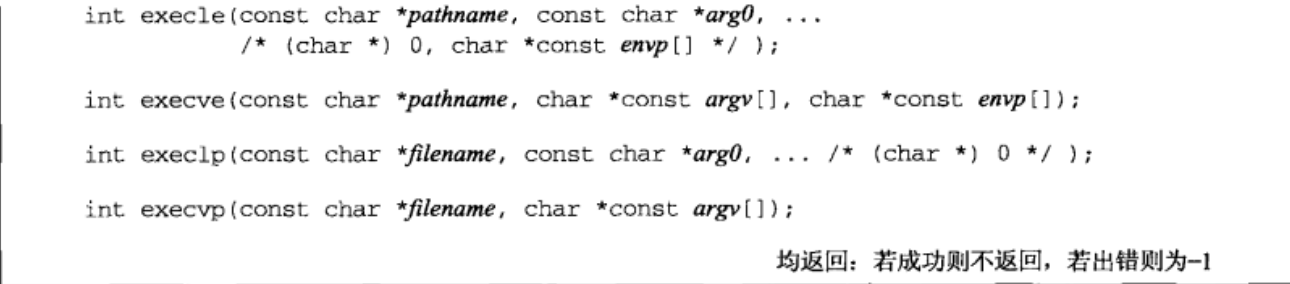 int execle(const char *pathname, const char *arg0, ...
/* (char *) 0, char *const envp[] */ );
int execve(const char *pathname, char *const argv[], char *const envp[]);
int execlp(const char *filename, const char *arg0, ... /* (char *) 0 */ );
int execvp(const char *filename, char *const argv[]);
均返回：若成功则不返回，若出错则为-1